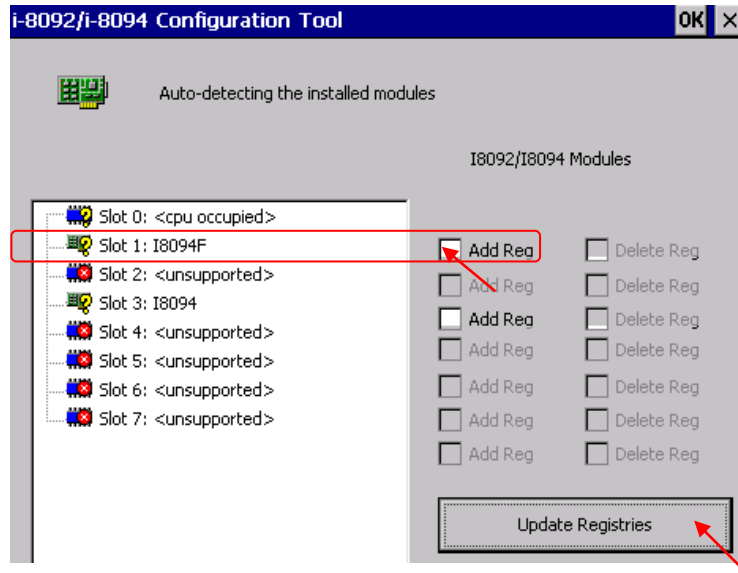 i-8092/i-8094 Configuration Tool OK ×
Auto-detecting the installed modules
I8092/I8094 Modules
Slot 0: <cpu occupied>
Slot 1: I8094F Add Reg Delete Reg
Slot 2: <unsupported> Add Reg Delete Reg
Slot 3: I8094 Add Reg Delete Reg
Slot 4: <unsupported> Add Reg Delete Reg
Slot 5: <unsupported> Add Reg Delete Reg
Slot 6: <unsupported> Add Reg Delete Reg
Slot 7: <unsupported> Add Reg Delete Reg
Update Registries